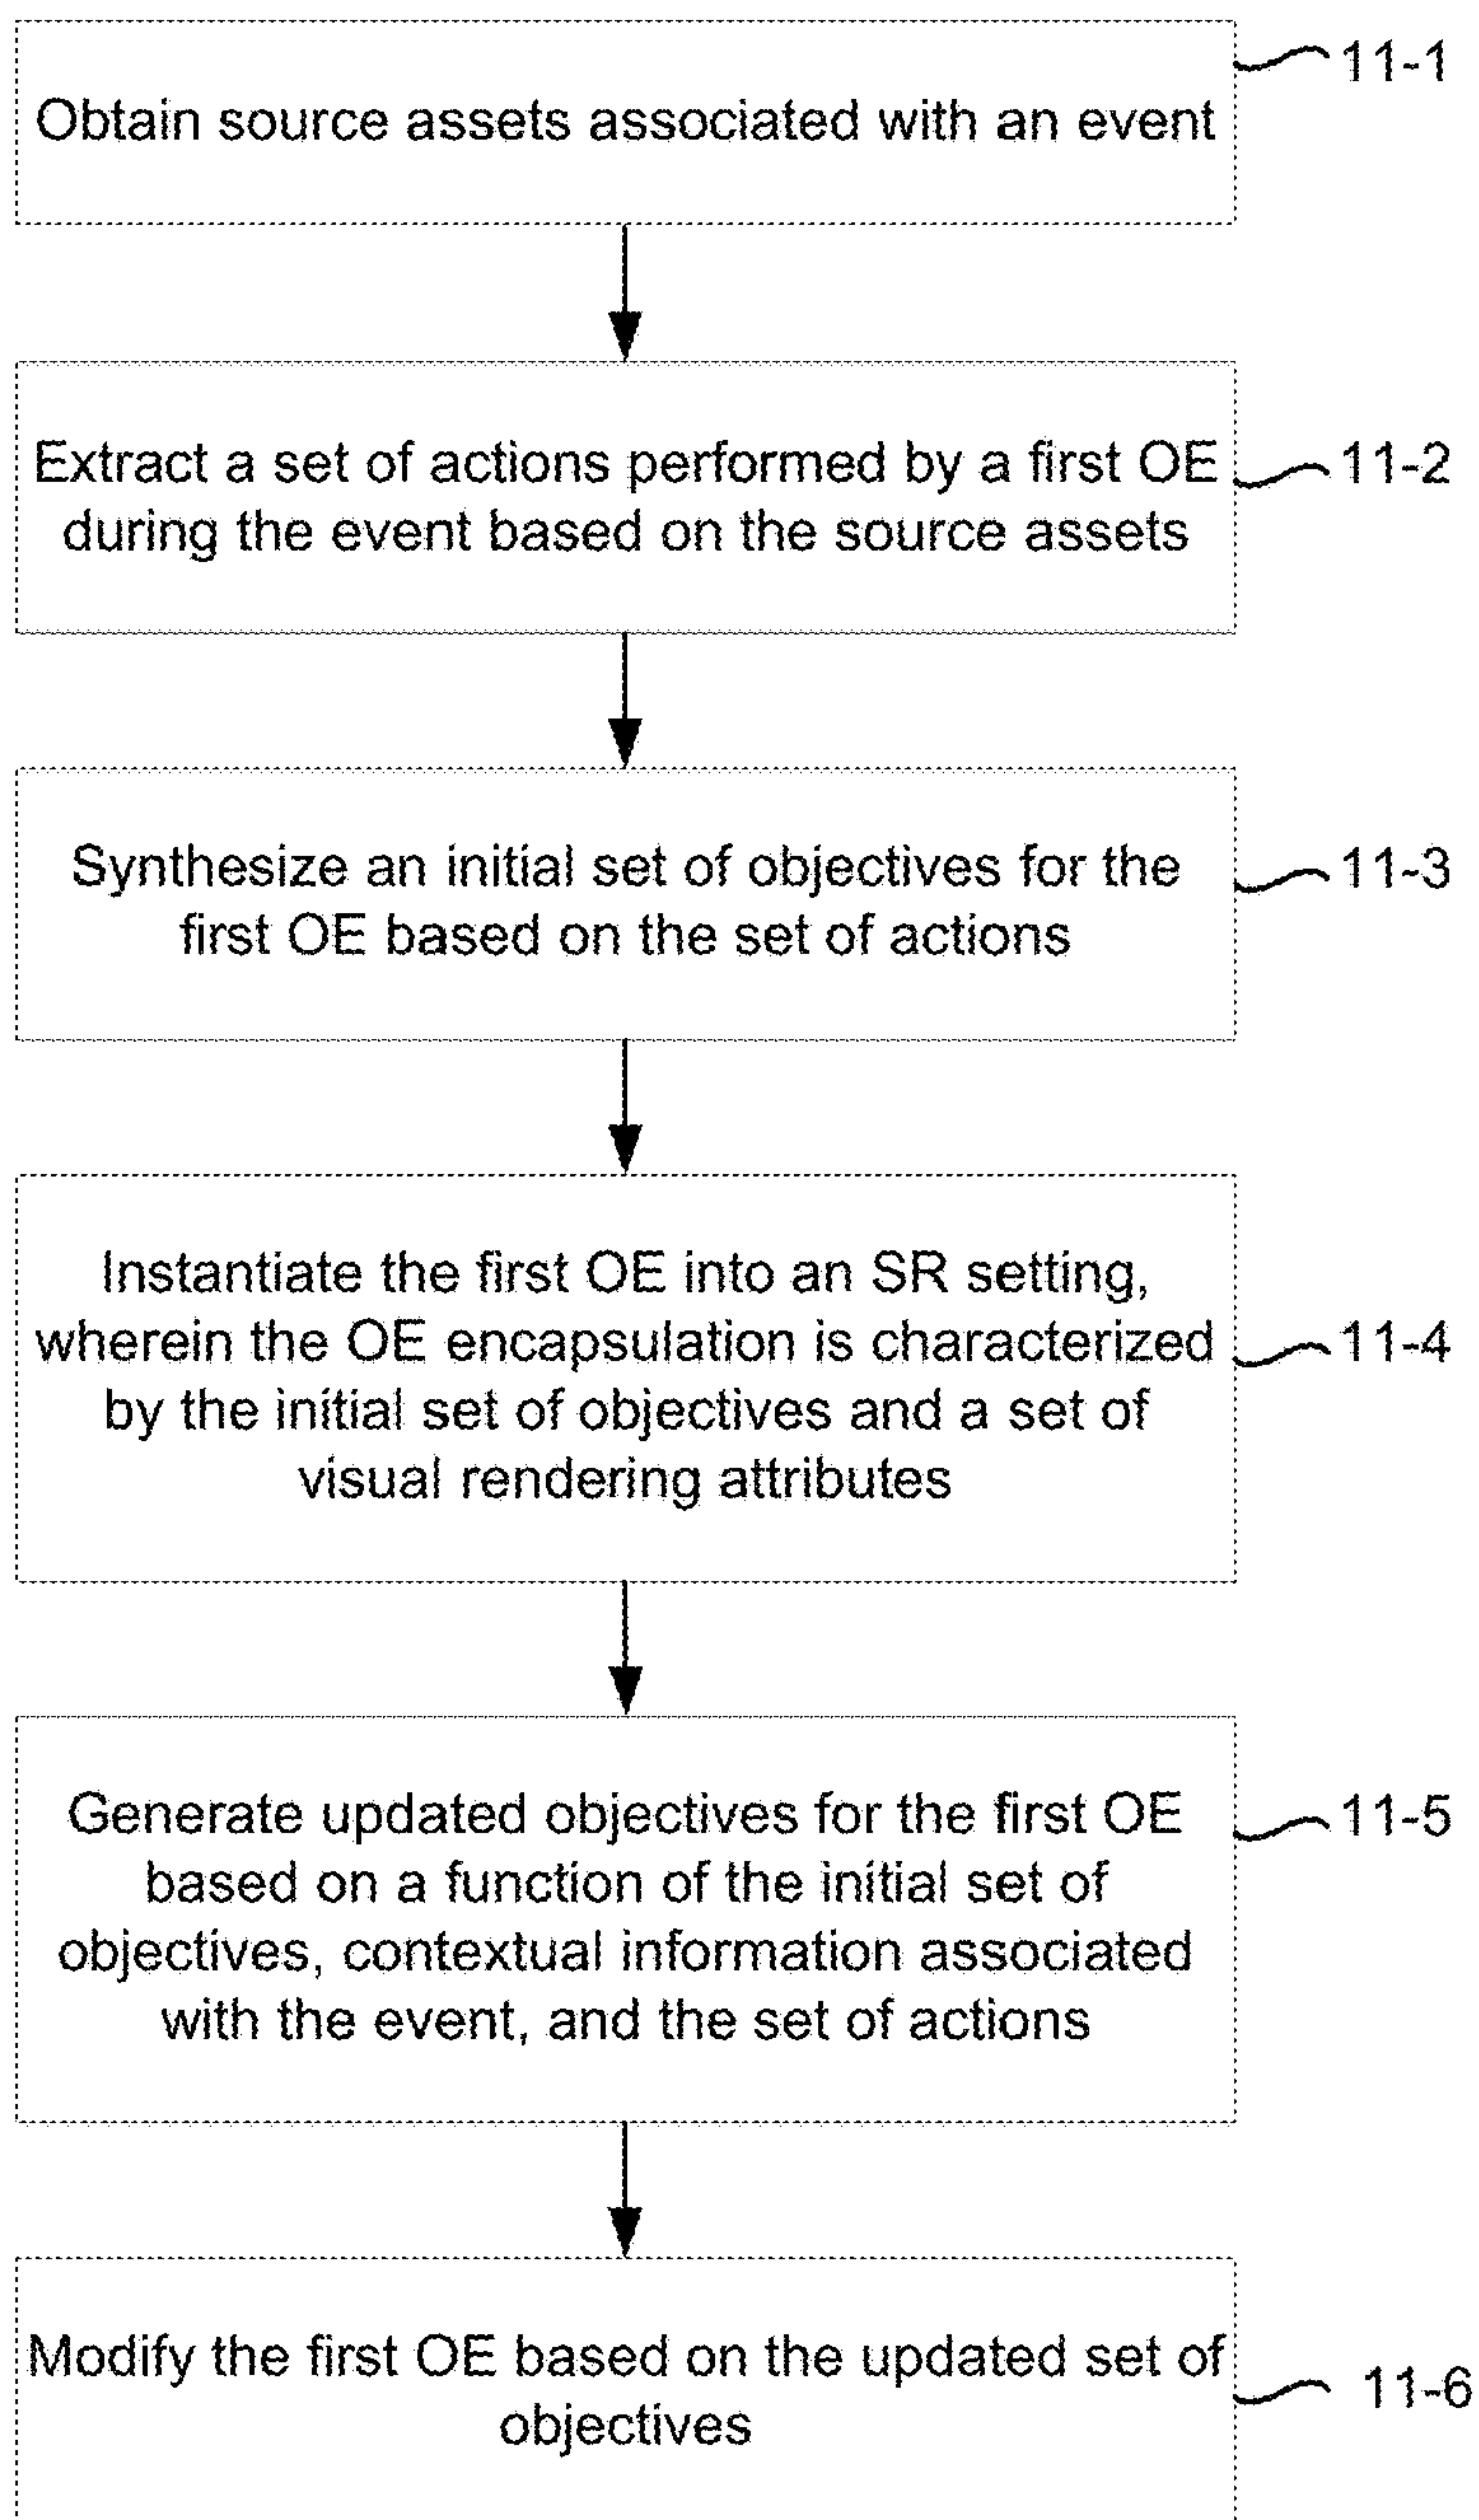 Obtain source assets associated with an event
11-1
Extract a set of actions performed by a first OE
during the event based on the source assets
11-2
Synthesize an initial set of objectives for the
first OE based on the set of actions
11-3
Instantiate the first OE into an SR setting,
wherein the OE encapsulation is characterized
by the initial set of objectives and a set of
visual rendering attributes
11-4
Generate updated objectives for the first OE
based on a function of the initial set of
objectives, contextual information associated
with the event, and the set of actions
11-5
Modify the first OE based on the updated set of
objectives
11-6